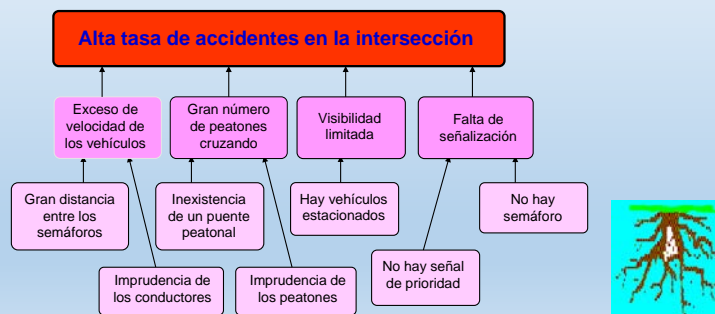 Alta tasa de accidentes en la intersección
Exceso de
velocidad de
los vehículos
Gran número
de peatones
cruzando
Visibilidad
limitada
Falta de
señalización
Gran distancia
entre los
semáforos
Inexistencia
de un puente
peatonal
Hay vehículos
estacionados
No hay
semáforo
Imprudencia de
los conductores
Imprudencia de
los peatones
No hay señal
de prioridad